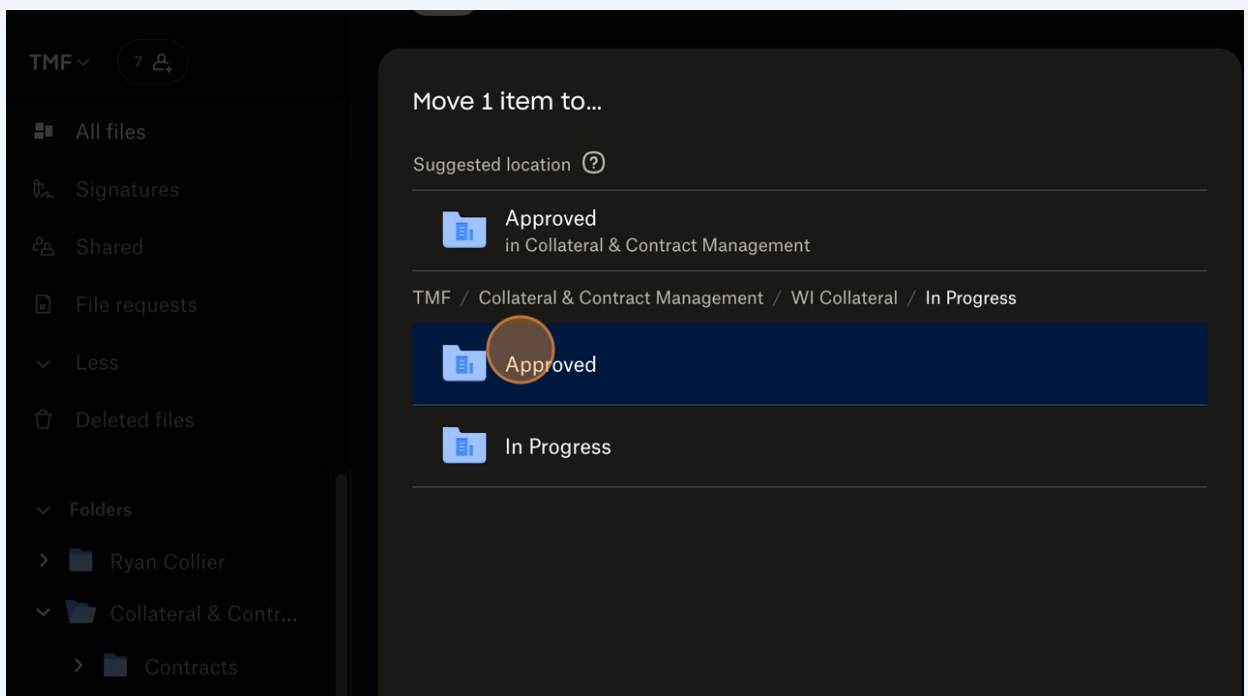 TMF
7
All files
Signatures
Shared
File requests
Less
Deleted files
Folders
Ryan Collier
Collateral & Contr...
Contracts
Move 1 item to...
Suggested location ?
Approved
in Collateral & Contract Management
TMF / Collateral & Contract Management / WI Collateral / In Progress
Approved
In Progress